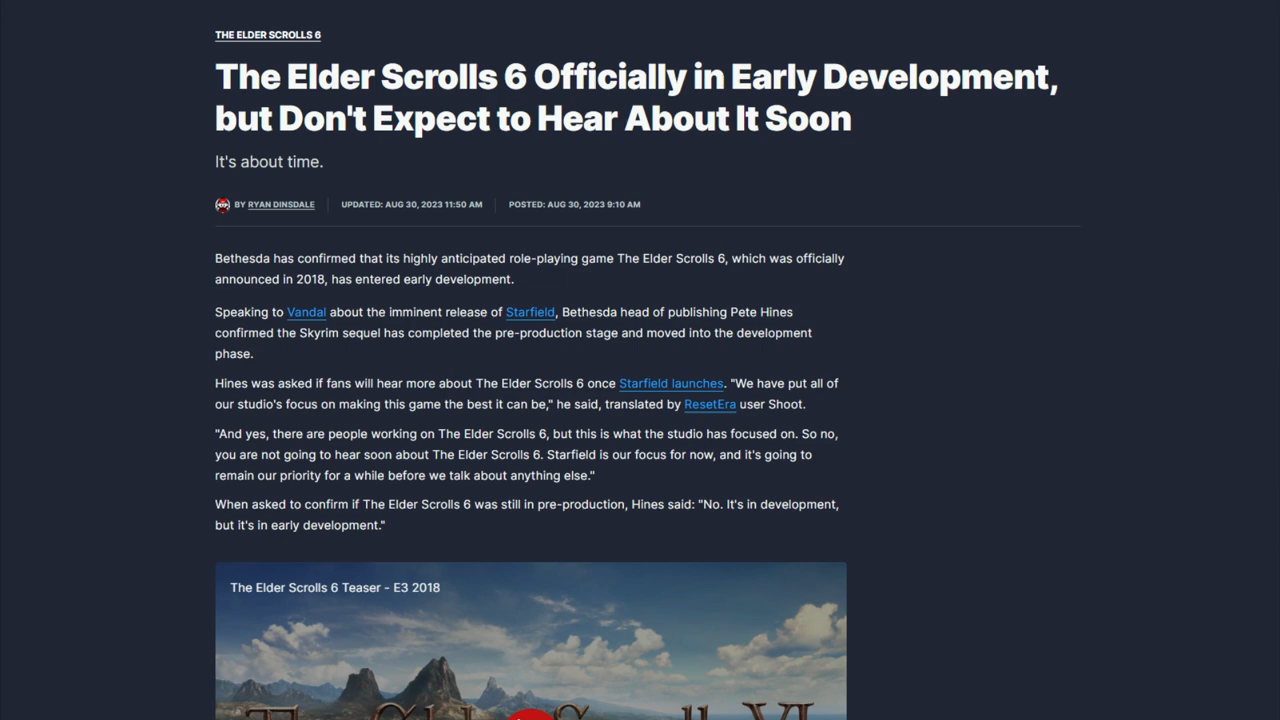 THE ELDER SCROLLS 6
The Elder Scrolls 6 Officially in Early Development,
but Don't Expect to Hear About It Soon
It's about time.
BY RYAN DINSDALE UPDATED: AUG 30, 2023 11:50 AM POSTED: AUG 30, 2023 9:10 AM
Bethesda has confirmed that its highly anticipated role-playing game The Elder Scrolls 6, which was officially
announced in 2018, has entered early development.
Speaking to Vandal about the imminent release of Starfield, Bethesda head of publishing Pete Hines
confirmed the Skyrim sequel has completed the pre-production stage and moved into the development
phase.
Hines was asked if fans will hear more about The Elder Scrolls 6 once Starfield launches. "We have put all of
our studio's focus on making this game the best it can be," he said, translated by ResetEra user Shoot.
"And yes, there are people working on The Elder Scrolls 6, but this is what the studio has focused on. So no,
you are not going to hear soon about The Elder Scrolls 6. Starfield is our focus for now, and it's going to
remain our priority for a while before we talk about anything else."
When asked to confirm if The Elder Scrolls 6 was still in pre-production, Hines said: "No. It's in development,
but it's in early development."
The Elder Scrolls 6 Teaser - E3 2018
The Elder Scrolls VI